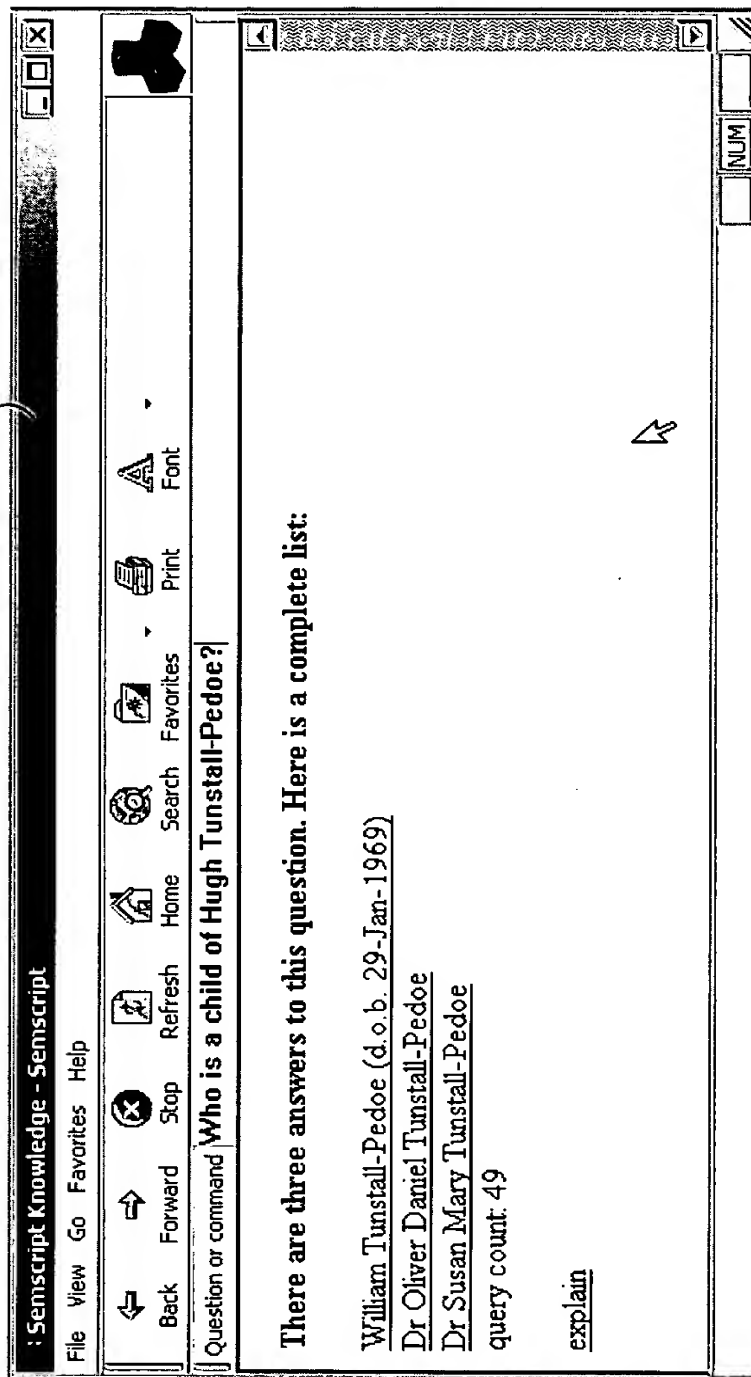 : Semscript Knowledge - Semscript
File View Go Favorites Help
Back Forward Stop Refresh Home Search Favorites Print Font
Question or command Who is a child of Hugh Tunstall-Pedoe?
There are three answers to this question. Here is a complete list:
William Tunstall-Pedoe (d.o.b. 29-Jan-1969)
Dr Oliver Daniel Tunstall-Pedoe
Dr Susan Mary Tunstall-Pedoe
query count: 49
explain
NUM